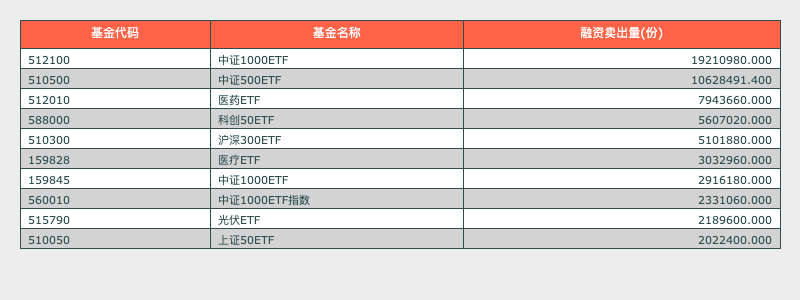 基金代码 基金名称 融资卖出量(份)
512100 中证1000ETF 19210980.000
510500 中证500ETF 10628491.400
512010 医药ETF 7943660.000
588000 科创50ETF 5607020.000
510300 沪深300ETF 5101880.000
159828 医疗ETF 3032960.000
159845 中证1000ETF 2916180.000
560010 中证1000ETF指数 2331060.000
515790 光伏ETF 2189600.000
510050 上证50ETF 2022400.000